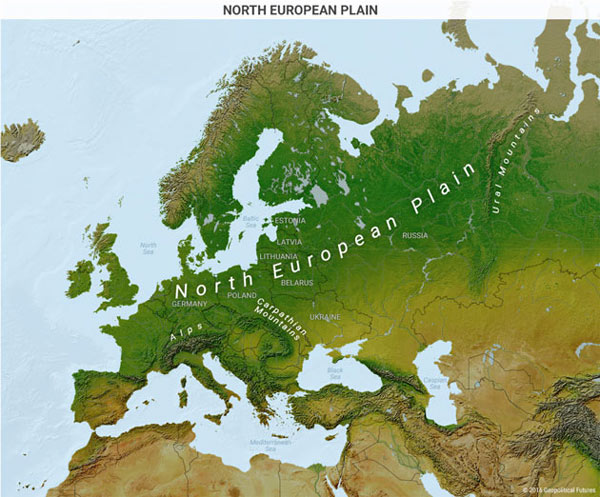 NORTH EUROPEAN PLAIN
Ural Mountains
North European Plain
Baltic
Sea
ESTONIA
RUSSIA
North
Sea
LATVIA
LITHUANIA
BELARUS
POLAND
GERMANY
Carpathian
Mountains
UKRAINE
Alps
Black
Sea
Caspian
Sea
Mediterranean
Sea
© 2016 Geopolitical Futures